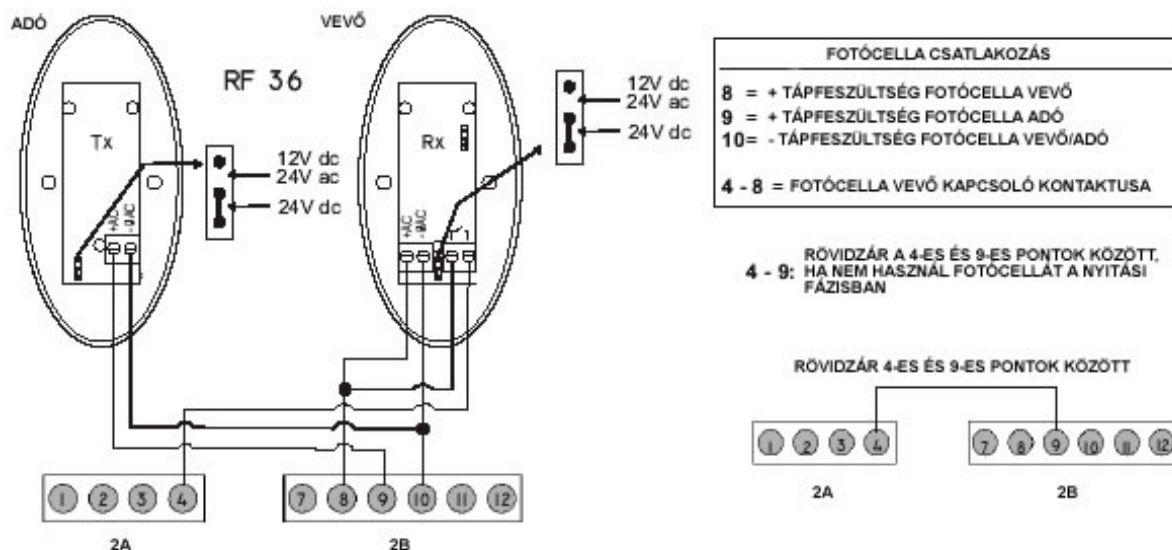 ADÓ
VEVŐ
RF 36
Tx
Rx
12V dc
24V ac
24V dc
12V dc
24V ac
24V dc
+AC
-0AC
+AC
-0AC
1 2 3 4
7 8 9 10 11 12
2A
2B
FOTÓCELLA CSATLAKOZÁS
8 = + TÁPFESZÜLTSÉG FOTÓCELLA VEVŐ
9 = + TÁPFESZÜLTSÉG FOTÓCELLA ADÓ
10= - TÁPFESZÜLTSÉG FOTÓCELLA VEVŐ/ADÓ
4 - 8 = FOTÓCELLA VEVŐ KAPCSOLÓ KONTAKTUSA
4 - 9: RÖVIDZÁR A 4-ES ÉS 9-ES PONTOK KÖZÖTT,
HA NEM HASZNÁL FOTÓCELLÁT A NYITÁSI
FÁZISBAN
RÖVIDZÁR 4-ES ÉS 9-ES PONTOK KÖZÖTT
1 2 3 4
7 8 9 10 11 12
2A
2B